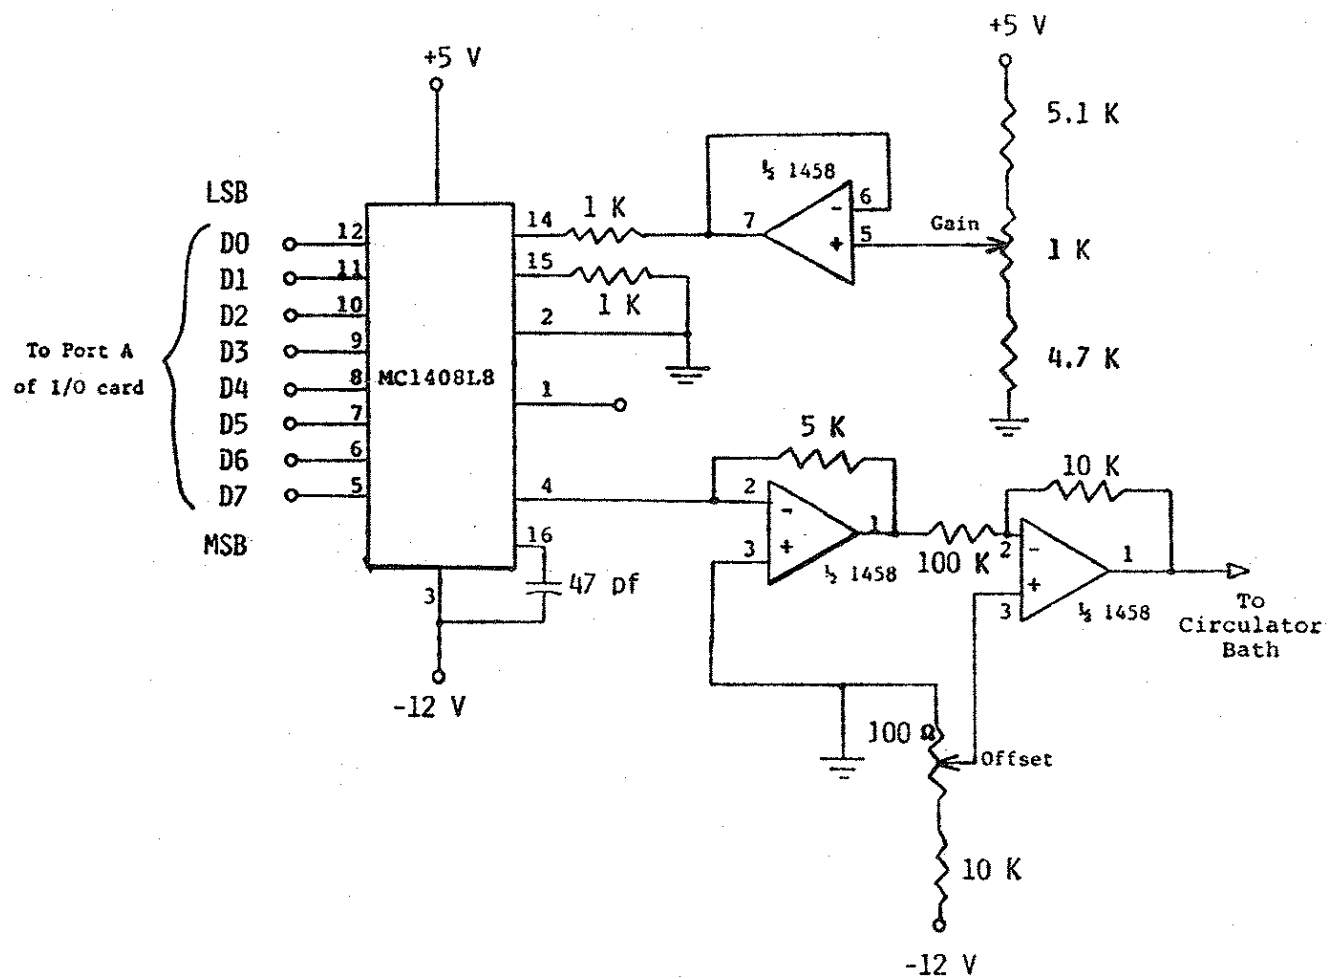 +5 V
+5 V
5.1 K
½ 1458
LSB
1 K
14
7
6
-
5
+
Gain
1 K
D0
12
D1
11
15
1 K
D2
10
2
D3
9
To Port A
of I/O card
4.7 K
D4
8
MC1408L8
1
D5
7
5 K
D6
6
10 K
D7
5
4
2
-
1
MSB
16
3
+
100 K
2
-
1
47 pf
½ 1458
+
3
½ 1458
3
To
Circulator
Bath
-12 V
100 Ω
Offset
10 K
-12 V